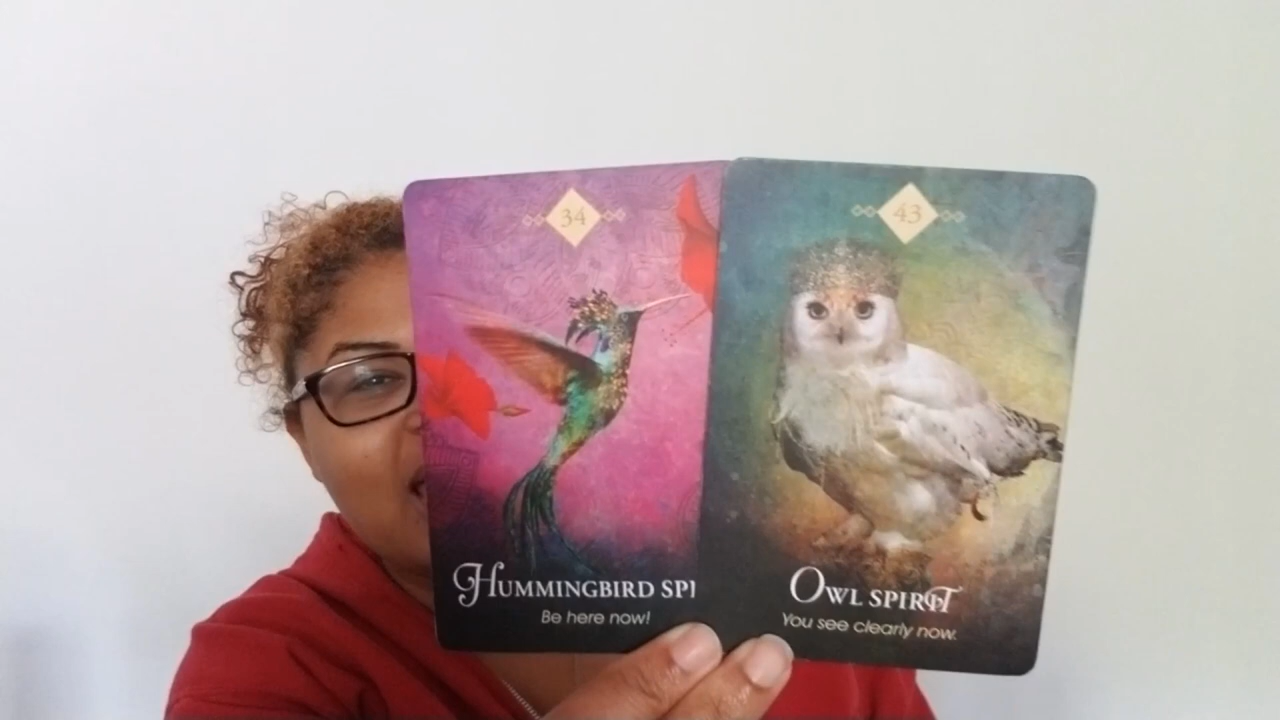 34
HUMMINGBIRD SPI
Be here now!
43
OWL SPIRIT
You see clearly now.